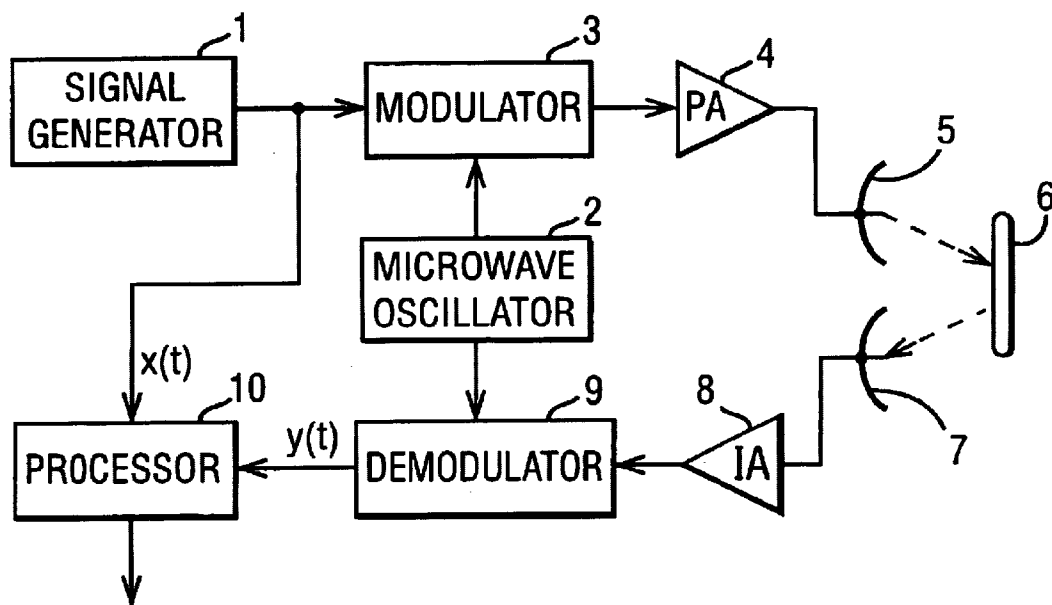 1
SIGNAL
GENERATOR
3
MODULATOR
4
PA
5
6
2
MICROWAVE
OSCILLATOR
x(t)
10
PROCESSOR
y(t)
9
DEMODULATOR
8
IA
7